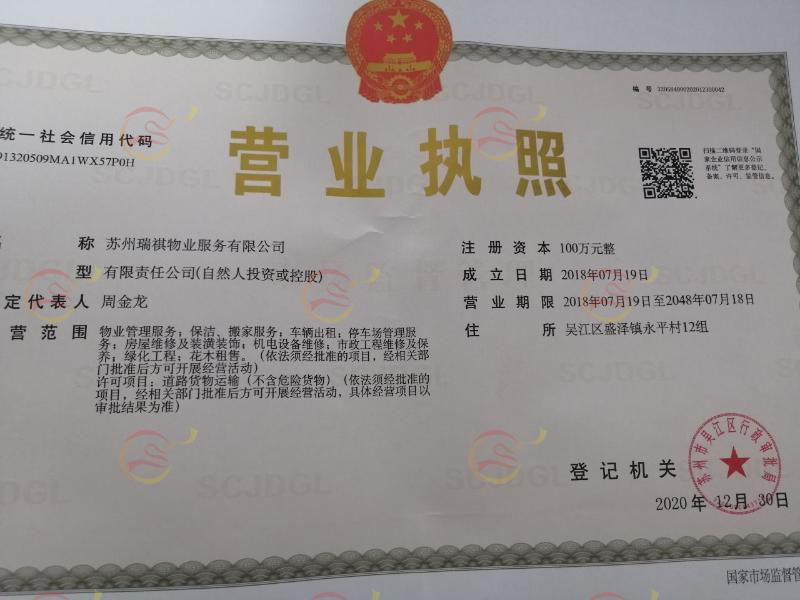 编 号 320584000202012300042
统一社会信用代码
91320509MA1WX57P0H
营业执照
扫描二维码登录“国
家企业信用信息公示
系统”了解更多登记、
备案、许可、监管信息。
称 苏州瑞祺物业服务有限公司
型 有限责任公司(自然人投资或控股)
定代表人 周金龙
营范围 物业管理服务；保洁、搬家服务；车辆出租；停车场管理服
务；房屋维修及装潢装饰；机电设备维修；市政工程维修及保
养；绿化工程；花木租售。（依法须经批准的项目，经相关部
门批准后方可开展经营活动）
许可项目：道路货物运输（不含危险货物）（依法须经批准的
项目，经相关部门批准后方可开展经营活动，具体经营项目以
审批结果为准）
注册资本 100万元整
成立日期 2018年07月19日
营业期限 2018年07月19日至2048年07月18日
住所 吴江区盛泽镇永平村12组
登记机关
苏州市吴江区行政审批局
2020年12月30日
国家市场监督管
SCJDGL